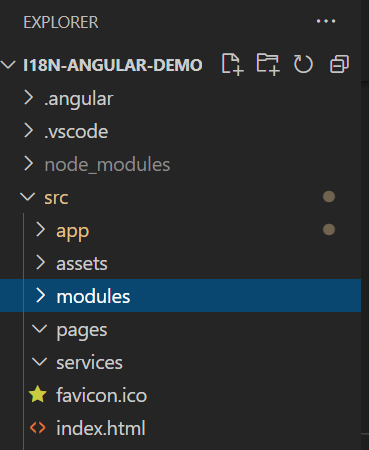 EXPLORER
I18N-ANGULAR-DEMO
.angular
.vscode
node_modules
src
app
assets
modules
pages
services
favicon.ico
index.html